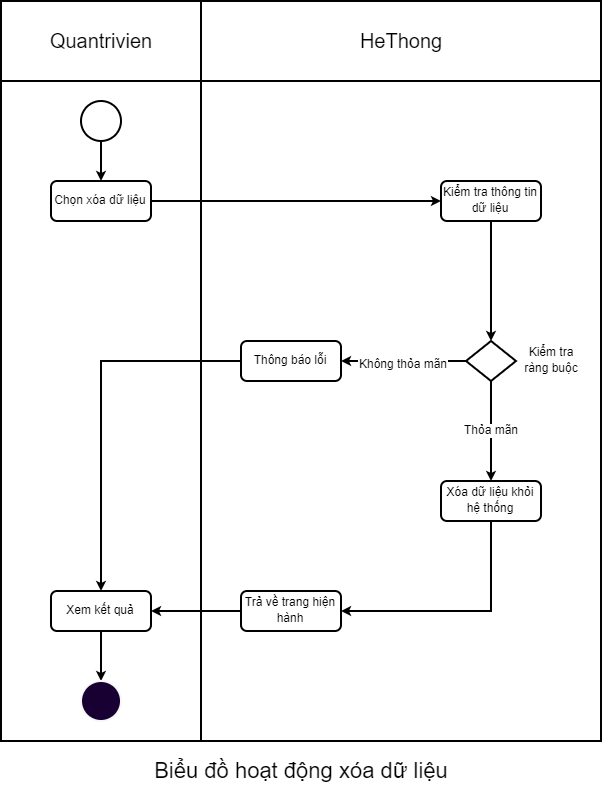 Quantrivien
HeThong
Chọn xóa dữ liệu
Kiểm tra thông tin
dữ liệu
Thông báo lỗi
Không thỏa mãn
Kiểm tra
ràng buộc
Thỏa mãn
Xóa dữ liệu khỏi
hệ thống
Xem kết quả
Trả về trang hiện
hành
Biểu đồ hoạt động xóa dữ liệu